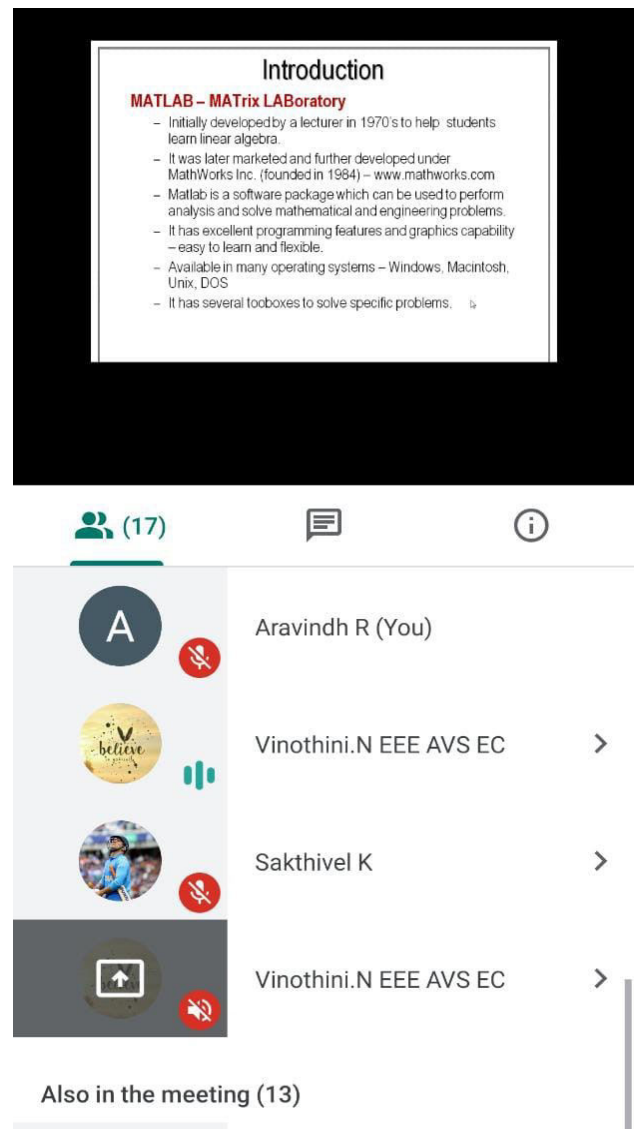 Introduction
MATLAB – MATrix LABoratory
– Initially developed by a lecturer in 1970's to help students
learn linear algebra.
– It was later marketed and further developed under
MathWorks Inc. (founded in 1984) – www.mathworks.com
– Matlab is a software package which can be used to perform
analysis and solve mathematical and engineering problems.
– It has excellent programming features and graphics capability
– easy to learn and flexible.
– Available in many operating systems – Windows, Macintosh,
Unix, DOS
– It has several tooboxes to solve specific problems.
(17)
A
Aravindh R (You)
believe
Vinothini.N EEE AVS EC
Sakthivel K
Vinothini.N EEE AVS EC
Also in the meeting (13)